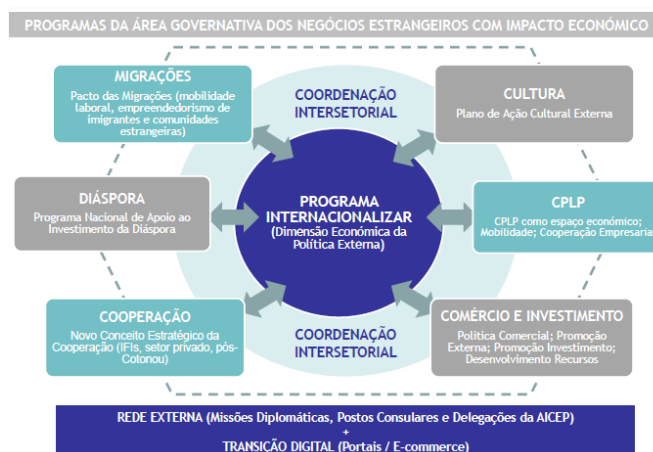 PROGRAMAS DA ÁREA GOVERNATIVA DOS NEGÓCIOS ESTRANGEIROS COM IMPACTO ECONÓMICO
MIGRAÇÕES
Pacto das Migrações (mobilidade
laboral, empreendedorismo de
imigrantes e comunidades
estrangeiras)
COORDENAÇÃO
INTERSETORIAL
CULTURA
Plano de Ação Cultural Externa
DIÁSPORA
Programa Nacional de Apoio ao
Investimento da Diáspora
PROGRAMA
INTERNACIONALIZAR
(Dimensão Económica da
Política Externa)
CPLP
CPLP como espaço económico;
Mobilidade; Cooperação Empresaria
COOPERAÇÃO
Novo Conceito Estratégico da
Cooperação (IFIs, setor privado, pós-
Cotonou)
COORDENAÇÃO
INTERSETORIAL
COMÉRCIO E INVESTIMENTO
Política Comercial; Promoção
Externa; Promoção Investimento;
Desenvolvimento Recursos
REDE EXTERNA (Missões Diplomáticas, Postos Consulares e Delegações da AICEP)
+
TRANSIÇÃO DIGITAL (Portais / E-commerce)